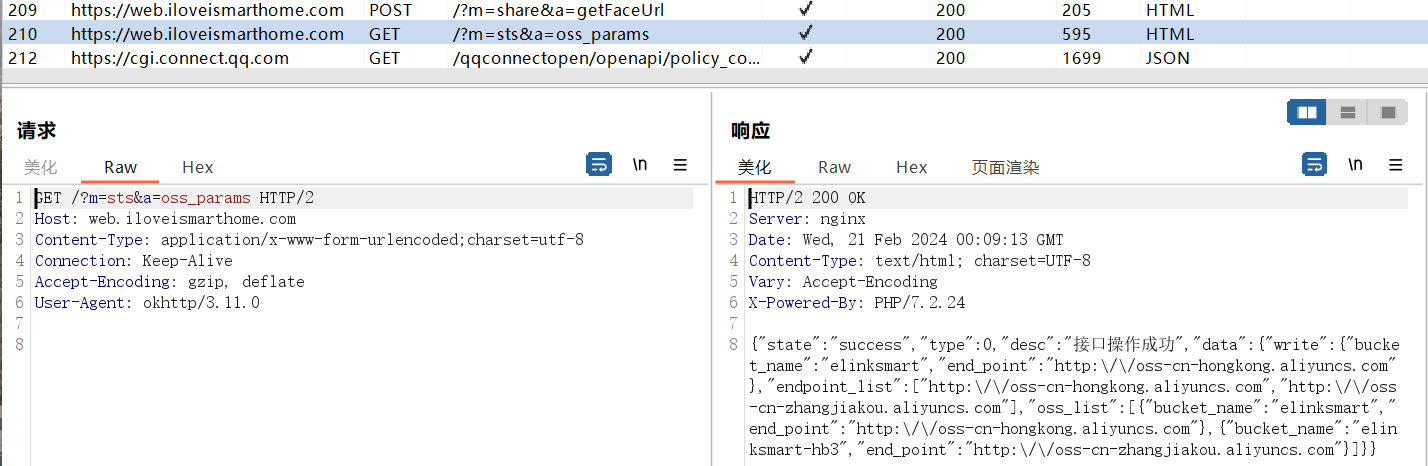 209 https://web.iloveismarthome.com POST /?m=share&a=getFaceUrl ✓ 200 205 HTML
210 https://web.iloveismarthome.com GET /?m=sts&a=oss_params ✓ 200 595 HTML
212 https://cgi.connect.qq.com GET /qqconnectopen/openapi/policy_co... ✓ 200 1699 JSON
请求
美化 Raw Hex \n
1 GET /?m=sts&a=oss_params HTTP/2
2 Host: web.iloveismarthome.com
3 Content-Type: application/x-www-form-urlencoded;charset=utf-8
4 Connection: Keep-Alive
5 Accept-Encoding: gzip, deflate
6 User-Agent: okhttp/3.11.0
7
8
响应
美化 Raw Hex 页面渲染 \n
1 HTTP/2 200 OK
2 Server: nginx
3 Date: Wed, 21 Feb 2024 00:09:13 GMT
4 Content-Type: text/html; charset=UTF-8
5 Vary: Accept-Encoding
6 X-Powered-By: PHP/7.2.24
7
8 {"state":"success","type":0,"desc":"接口操作成功","data":{"write":{"bucke
t_name":"elinksmart","end_point":"http:\/\/oss-cn-hongkong.aliyuncs.com"
},"endpoint_list":["http:\/\/oss-cn-hongkong.aliyuncs.com","http:\/\/oss
-cn-zhangjiakou.aliyuncs.com"],"oss_list":[{"bucket_name":"elinksmart","
end_point":"http:\/\/oss-cn-hongkong.aliyuncs.com"},{"bucket_name":"elin
ksmart-hb3","end_point":"http:\/\/oss-cn-zhangjiakou.aliyuncs.com"}]}}